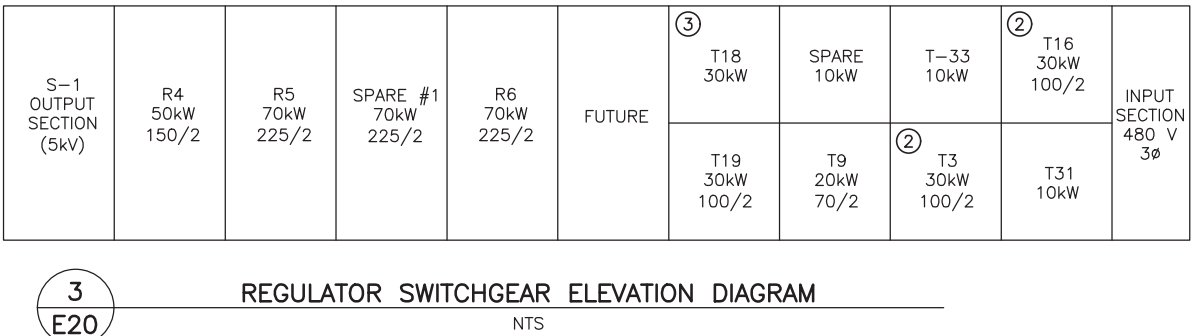 S-1
OUTPUT
SECTION
(5kV)
R4
50kW
150/2
R5
70kW
225/2
SPARE #1
70kW
225/2
R6
70kW
225/2
FUTURE
3
T18
30kW
SPARE
10kW
T-33
10kW
2
T16
30kW
100/2
T19
30kW
100/2
T9
20kW
70/2
2
T3
30kW
100/2
T31
10kW
INPUT
SECTION
480 V
3ø
3
E20
REGULATOR SWITCHGEAR ELEVATION DIAGRAM
NTS